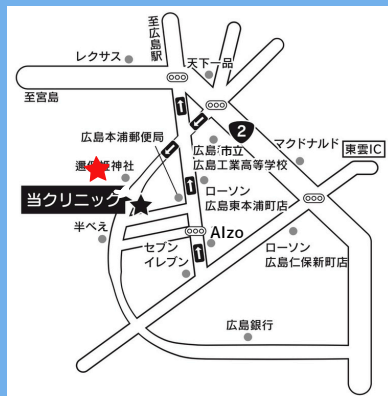 至広島駅
レクサス
天下一品
至宮島
2
広島本浦郵便局
広島市立
広島工業高等学校
マクドナルド
東雲IC
神社
当クリニック
ローソン
広島東本浦町店
半べえ
Alzo
セブン
イレブン
ローソン
広島仁保新町店
広島銀行